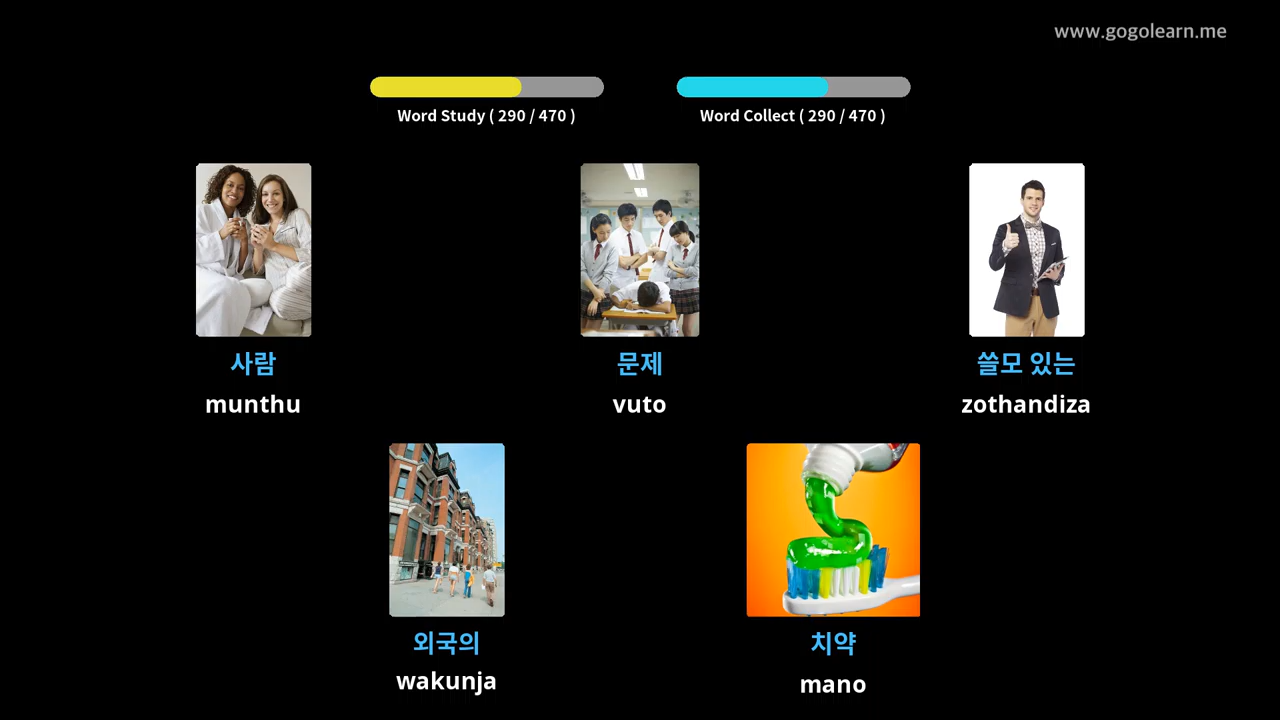 www.gogolearn.me
Word Study ( 290 / 470 )
Word Collect ( 290 / 470 )
사람
munthu
문제
vuto
쓸모 있는
zothandiza
외국의
wakunja
치약
mano